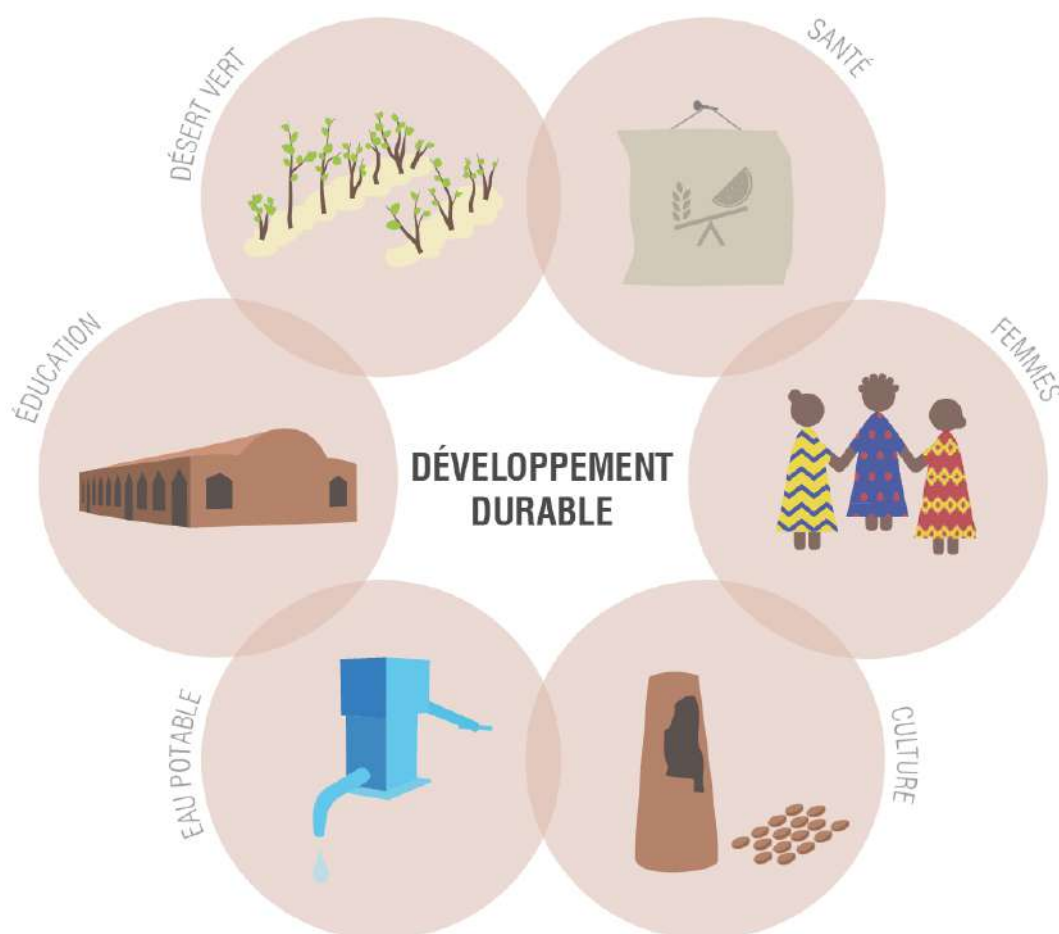 DÉSERT VERT
SANTÉ
ÉDUCATION
FEMMES
DÉVELOPPEMENT
DURABLE
EAU POTABLE
CULTURE